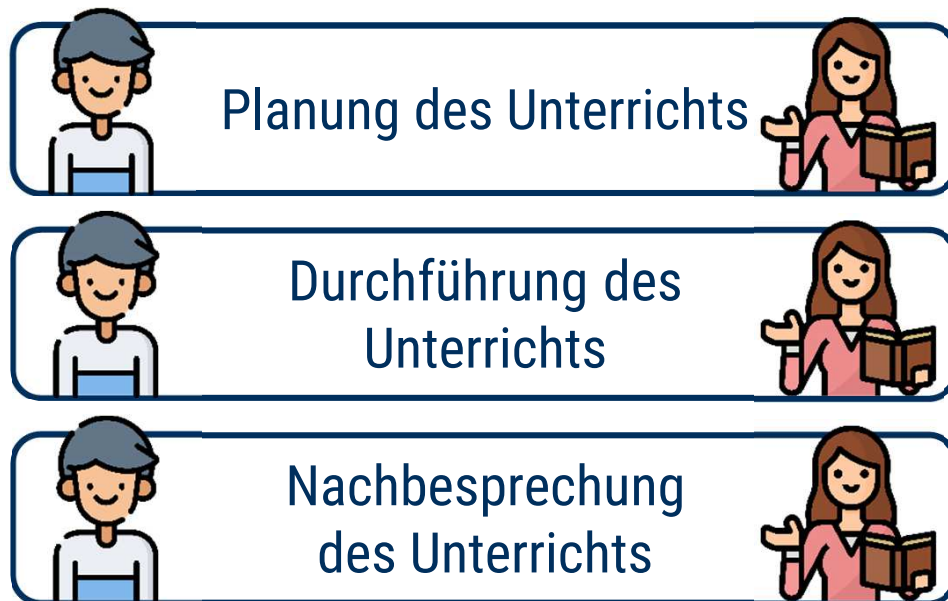 Planung des Unterrichts
Durchführung des
Unterrichts
Nachbesprechung
des Unterrichts